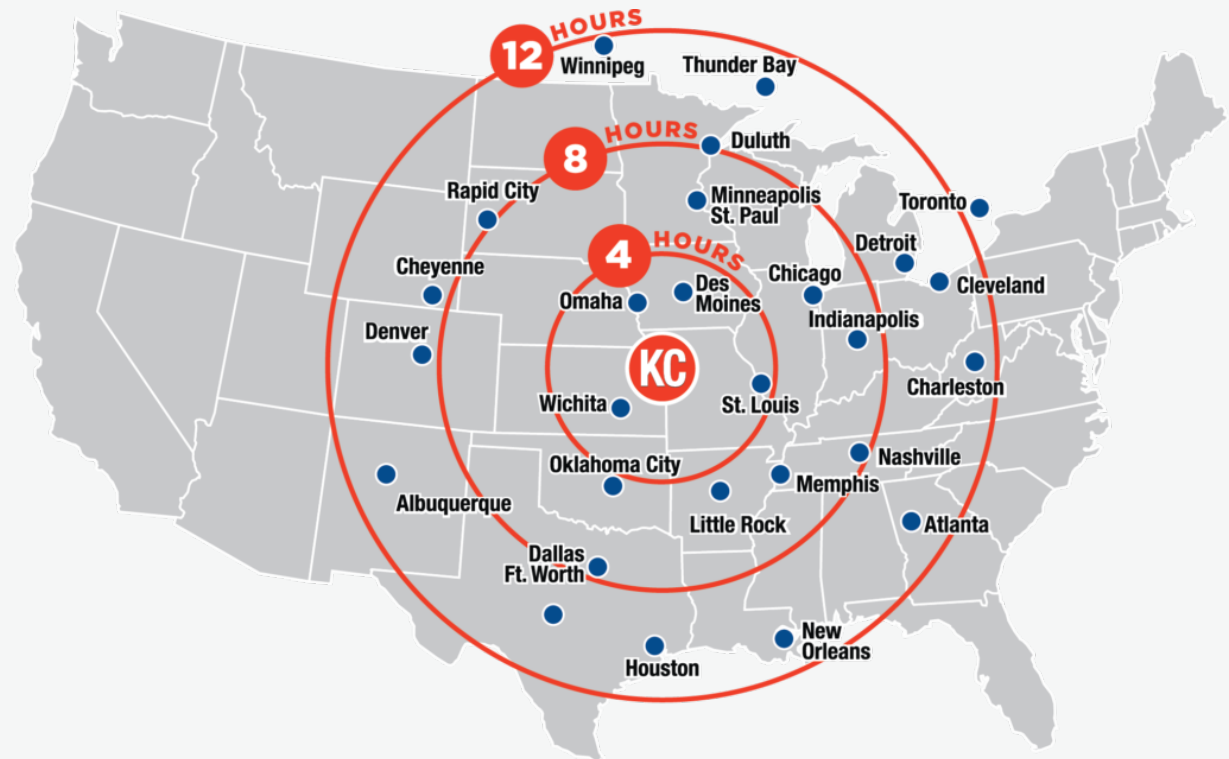 12
HOURS
Winnipeg
Thunder Bay
8
HOURS
Duluth
Rapid City
Minneapolis
St. Paul
Toronto
4
HOURS
Detroit
Cheyenne
Chicago
Cleveland
Omaha
Des
Moines
Indianapolis
Denver
KC
Charleston
Wichita
St. Louis
Oklahoma City
Nashville
Memphis
Albuquerque
Little Rock
Atlanta
Dallas
Ft. Worth
New
Orleans
Houston